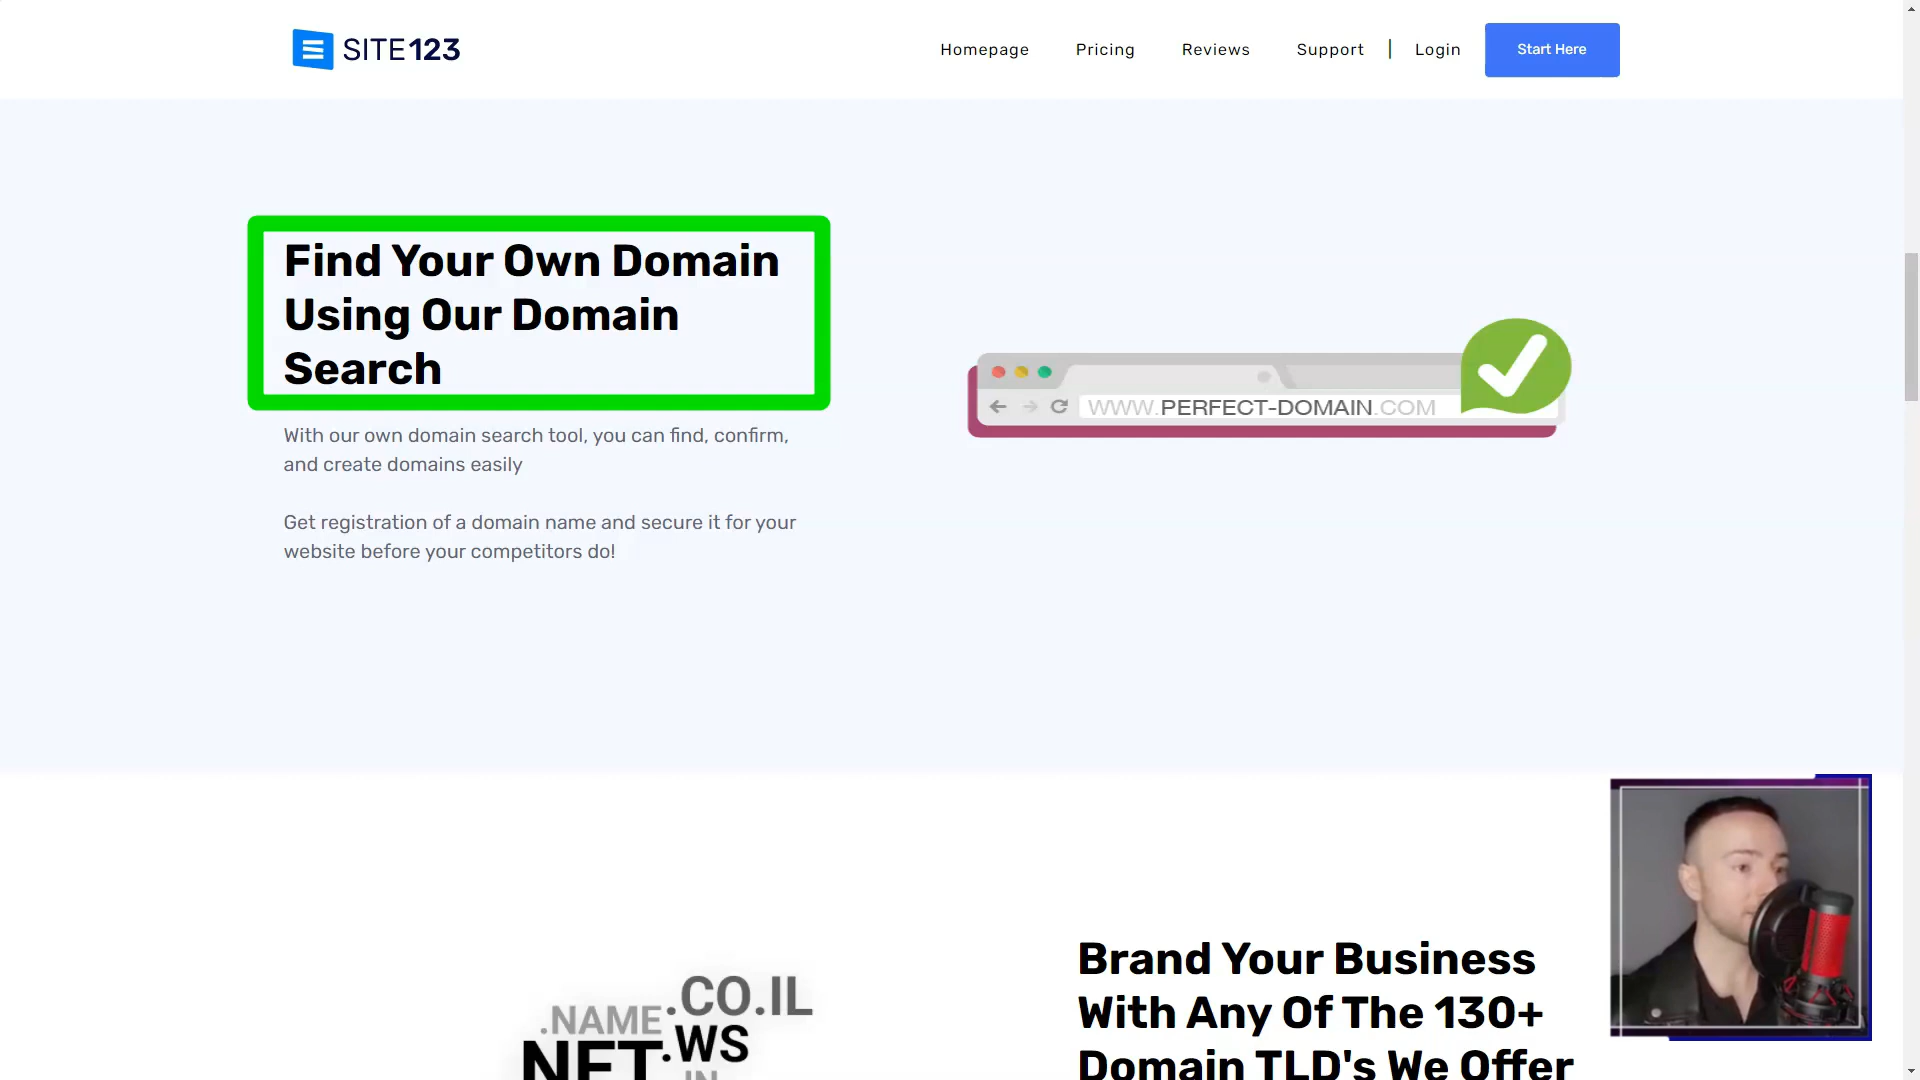 SITE123
Homepage
Pricing
Reviews
Support
Login
Start Here
Find Your Own Domain
Using Our Domain
Search
With our own domain search tool, you can find, confirm,
and create domains easily
Get registration of a domain name and secure it for your
website before your competitors do!
WWW.PERFECT-DOMAIN.COM
.CO.IL
.NAME
.WS
NET
.IN
Brand Your Business
With Any Of The 130+
Domain TLD's We Offer